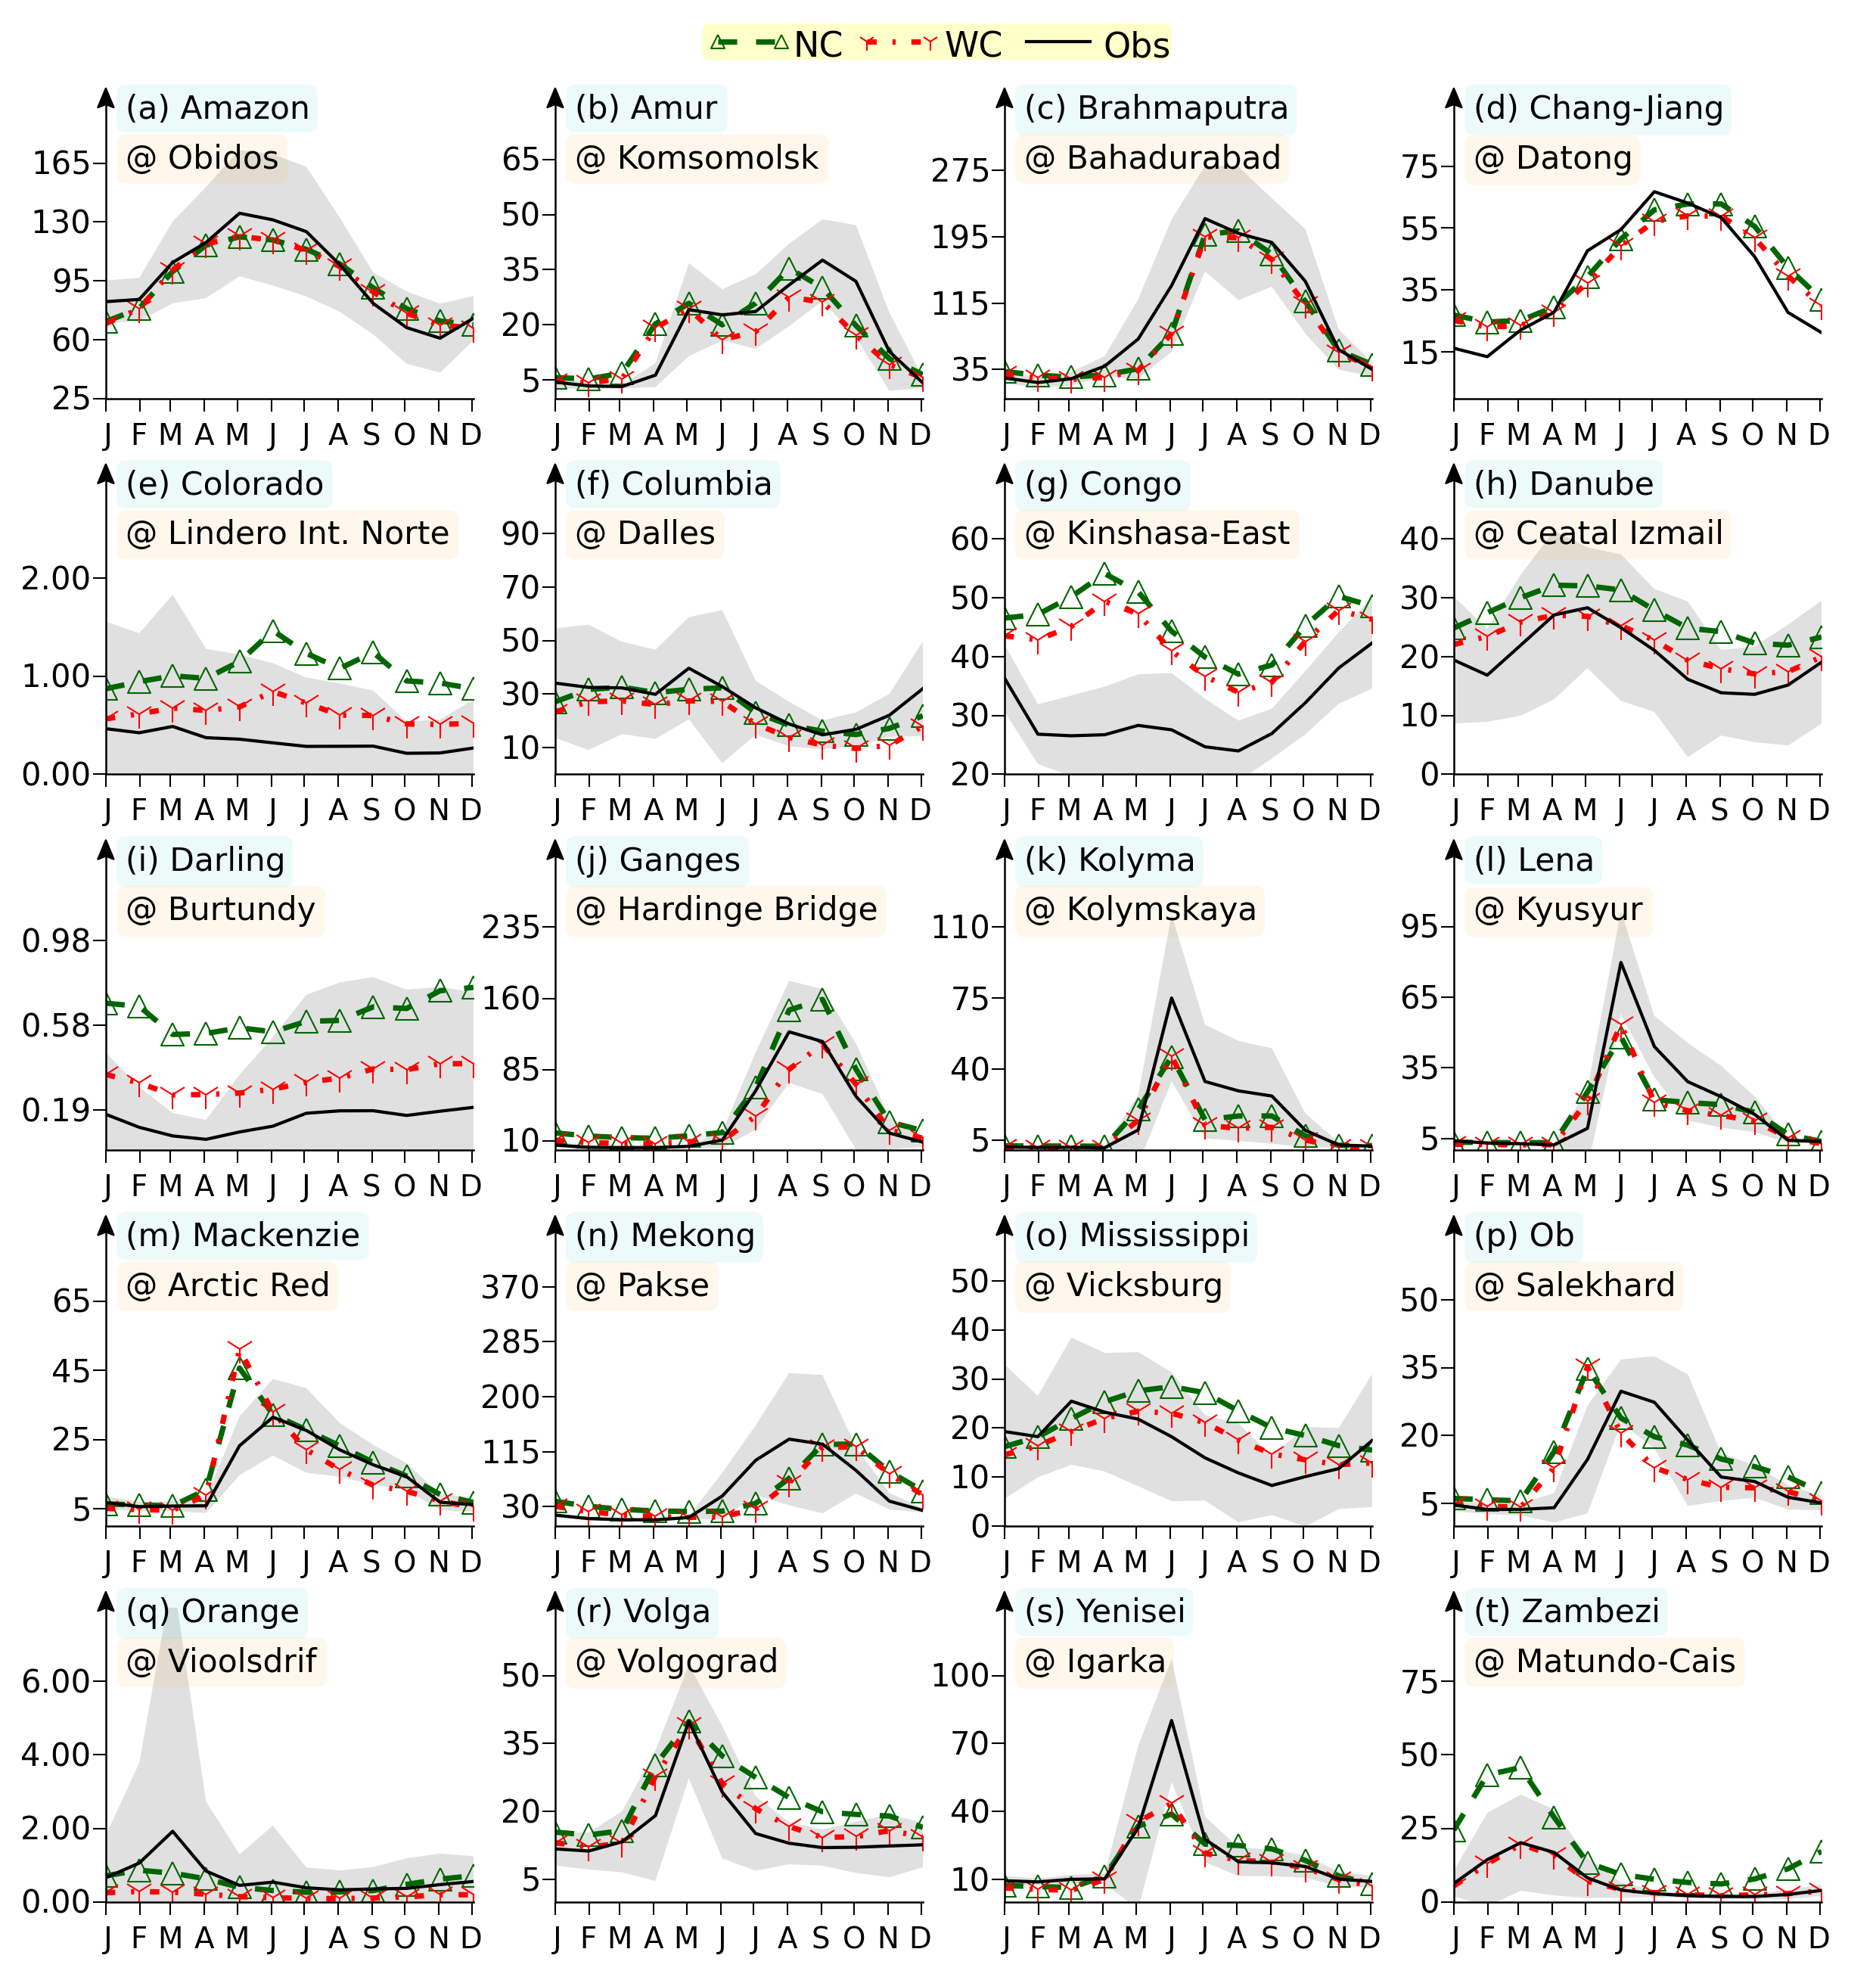 NC WC Obs
(a) Amazon
@ Obidos
165
130
95
60
25
J F M A M J J A S O N D
(b) Amur
@ Komsomolsk
65
50
35
20
5
J F M A M J J A S O N D
(c) Brahmaputra
@ Bahadurabad
275
195
115
35
J F M A M J J A S O N D
(d) Chang-Jiang
@ Datong
75
55
35
15
J F M A M J J A S O N D
(e) Colorado
@ Lindero Int. Norte
2.00
1.00
0.00
J F M A M J J A S O N D
(f) Columbia
@ Dalles
90
70
50
30
10
J F M A M J J A S O N D
(g) Congo
@ Kinshasa-East
60
50
40
30
20
J F M A M J J A S O N D
(h) Danube
@ Ceatal Izmail
40
30
20
10
0
J F M A M J J A S O N D
(i) Darling
@ Burtundy
0.98
0.58
0.19
J F M A M J J A S O N D
(j) Ganges
@ Hardinge Bridge
235
160
85
10
J F M A M J J A S O N D
(k) Kolyma
@ Kolymskaya
110
75
40
5
J F M A M J J A S O N D
(l) Lena
@ Kyusyur
95
65
35
5
J F M A M J J A S O N D
(m) Mackenzie
@ Arctic Red
65
45
25
5
J F M A M J J A S O N D
(n) Mekong
@ Pakse
370
285
200
115
30
J F M A M J J A S O N D
(o) Mississippi
@ Vicksburg
50
40
30
20
10
0
J F M A M J J A S O N D
(p) Ob
@ Salekhard
50
35
20
5
J F M A M J J A S O N D
(q) Orange
@ Vioolsdrif
6.00
4.00
2.00
0.00
J F M A M J J A S O N D
(r) Volga
@ Volgograd
50
35
20
5
J F M A M J J A S O N D
(s) Yenisei
@ Igarka
100
70
40
10
J F M A M J J A S O N D
(t) Zambezi
@ Matundo-Cais
75
50
25
0
J F M A M J J A S O N D